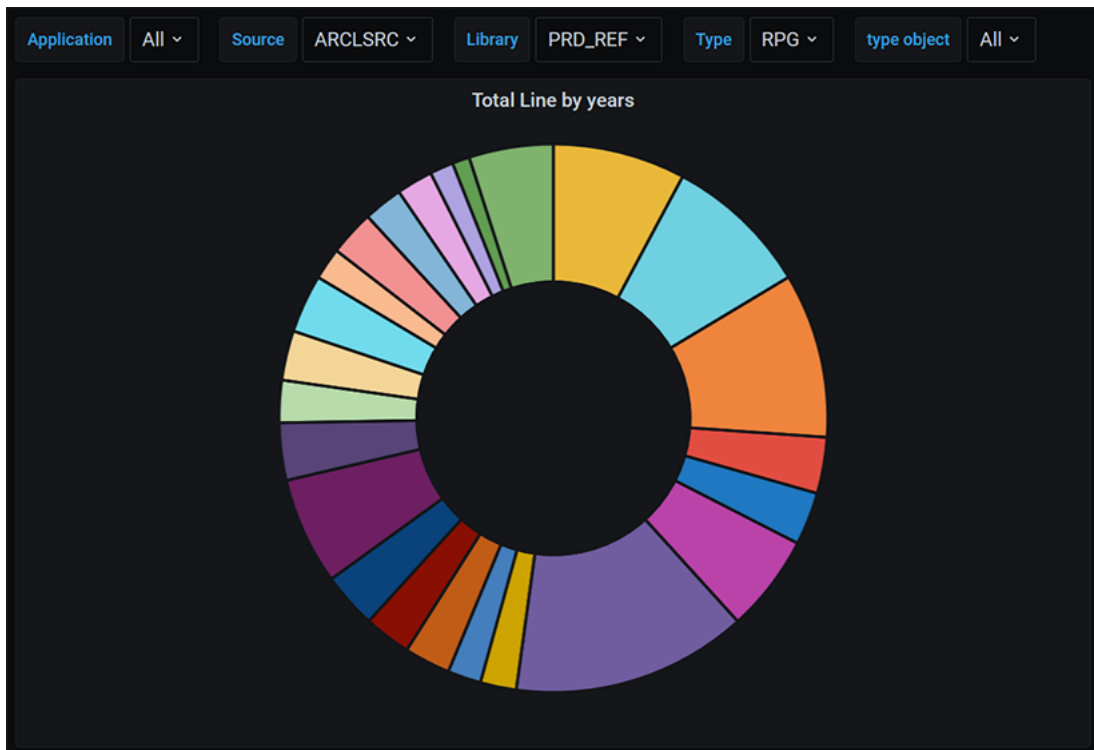 Application All Source ARCLSRC Library PRD_REF Type RPG type object All
Total Line by years